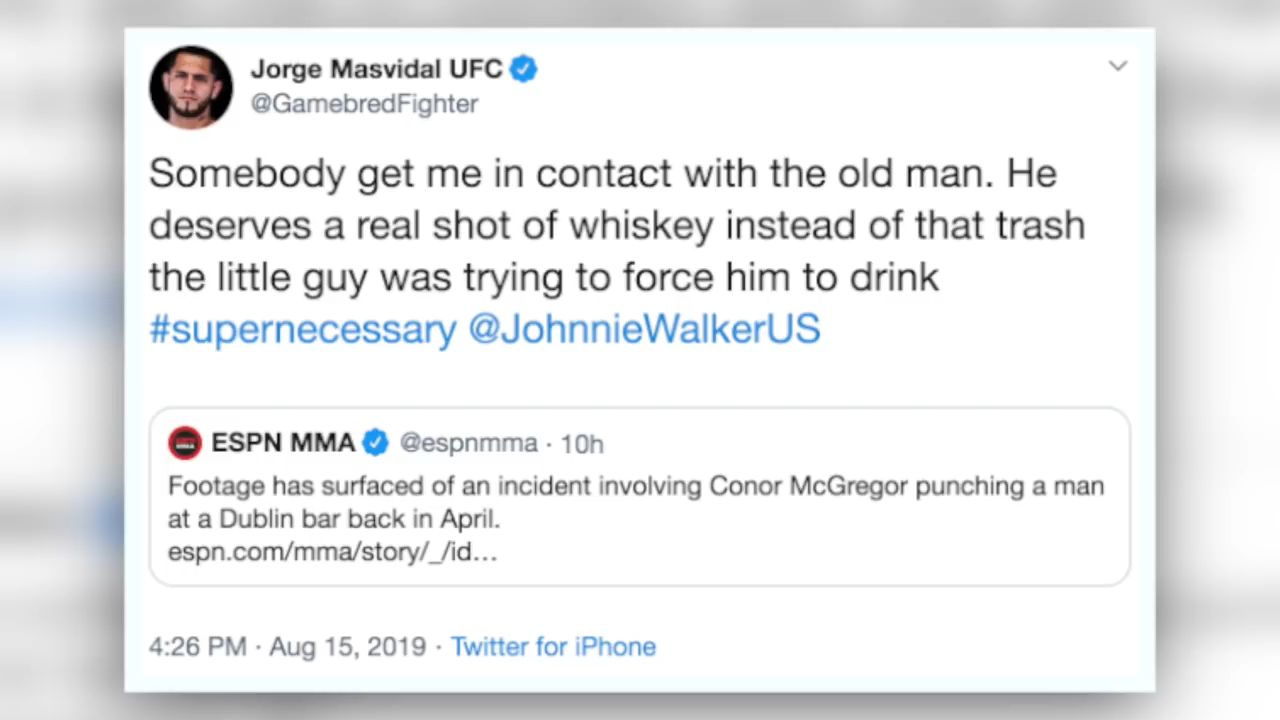 Jorge Masvidal UFC
@GamebredFighter
Somebody get me in contact with the old man. He
deserves a real shot of whiskey instead of that trash
the little guy was trying to force him to drink
#supernecessary @JohnnieWalkerUS
ESPN MMA @espnmma · 10h
Footage has surfaced of an incident involving Conor McGregor punching a man
at a Dublin bar back in April.
espn.com/mma/story/_/id...
4:26 PM · Aug 15, 2019 · Twitter for iPhone